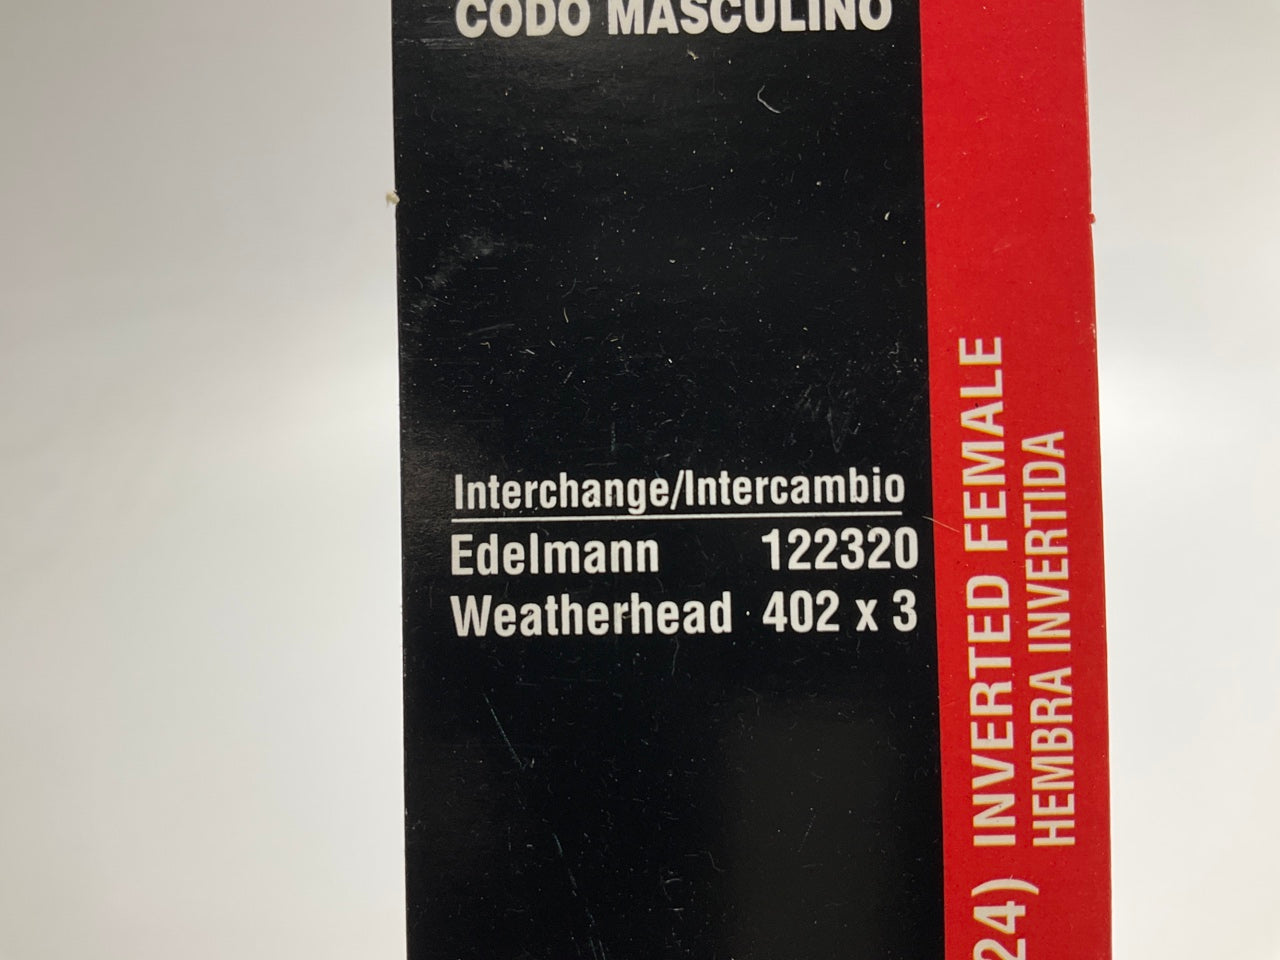 CODO MASCULINO
Interchange/Intercambio
Edelmann 122320
Weatherhead 402 x 3
24) INVERTED FEMALE
HEMBRA INVERTIDA